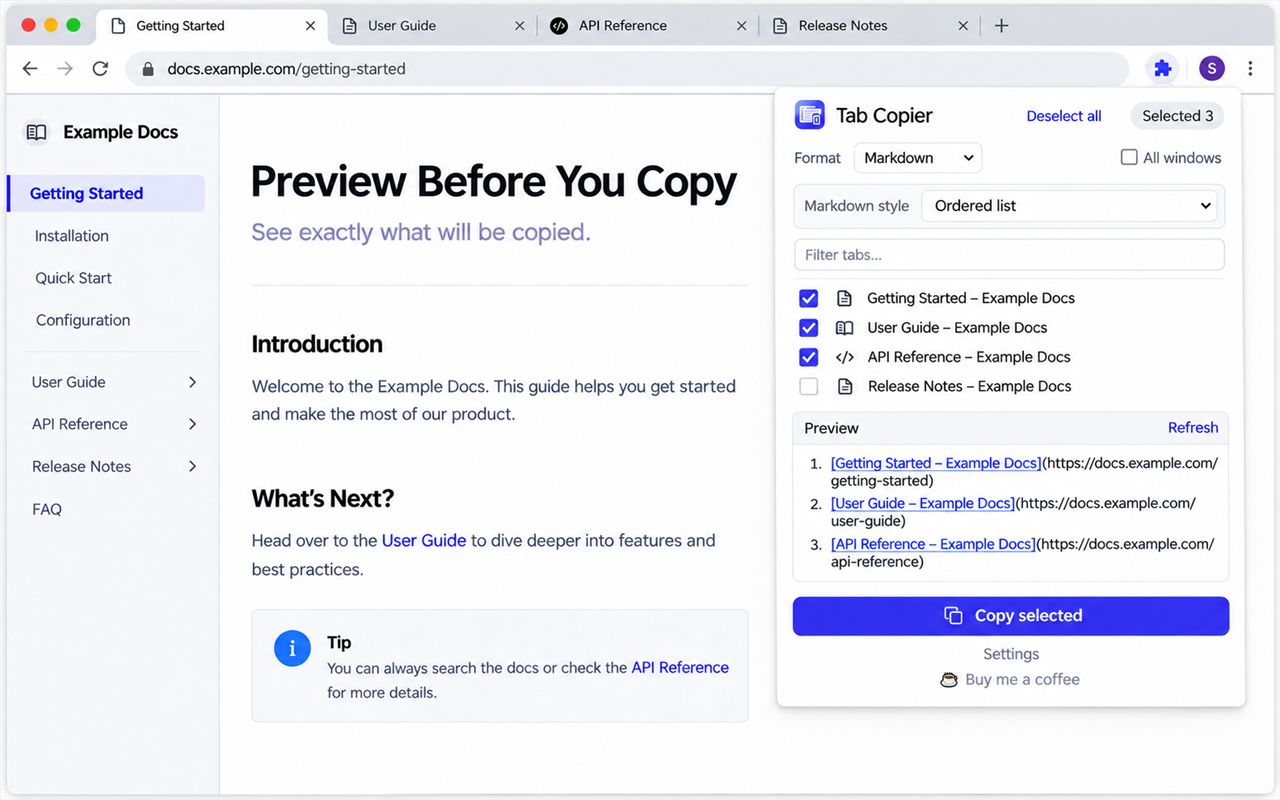 Getting Started
User Guide
API Reference
Release Notes
docs.example.com/getting-started
S
Example Docs
Getting Started
Installation
Quick Start
Configuration
User Guide
API Reference
Release Notes
FAQ
Preview Before You Copy
See exactly what will be copied.
Introduction
Welcome to the Example Docs. This guide helps you get started
and make the most of our product.
What's Next?
Head over to the User Guide to dive deeper into features and
best practices.
i
Tip
You can always search the docs or check the API Reference
for more details.
Tab Copier
Deselect all
Selected 3
Format
Markdown
All windows
Markdown style
Ordered list
Filter tabs...
Getting Started – Example Docs
User Guide – Example Docs
</> API Reference – Example Docs
Release Notes – Example Docs
Preview
Refresh
1. [Getting Started – Example Docs](https://docs.example.com/
getting-started)
2. [User Guide – Example Docs](https://docs.example.com/
user-guide)
3. [API Reference – Example Docs](https://docs.example.com/
api-reference)
Copy selected
Settings
Buy me a coffee